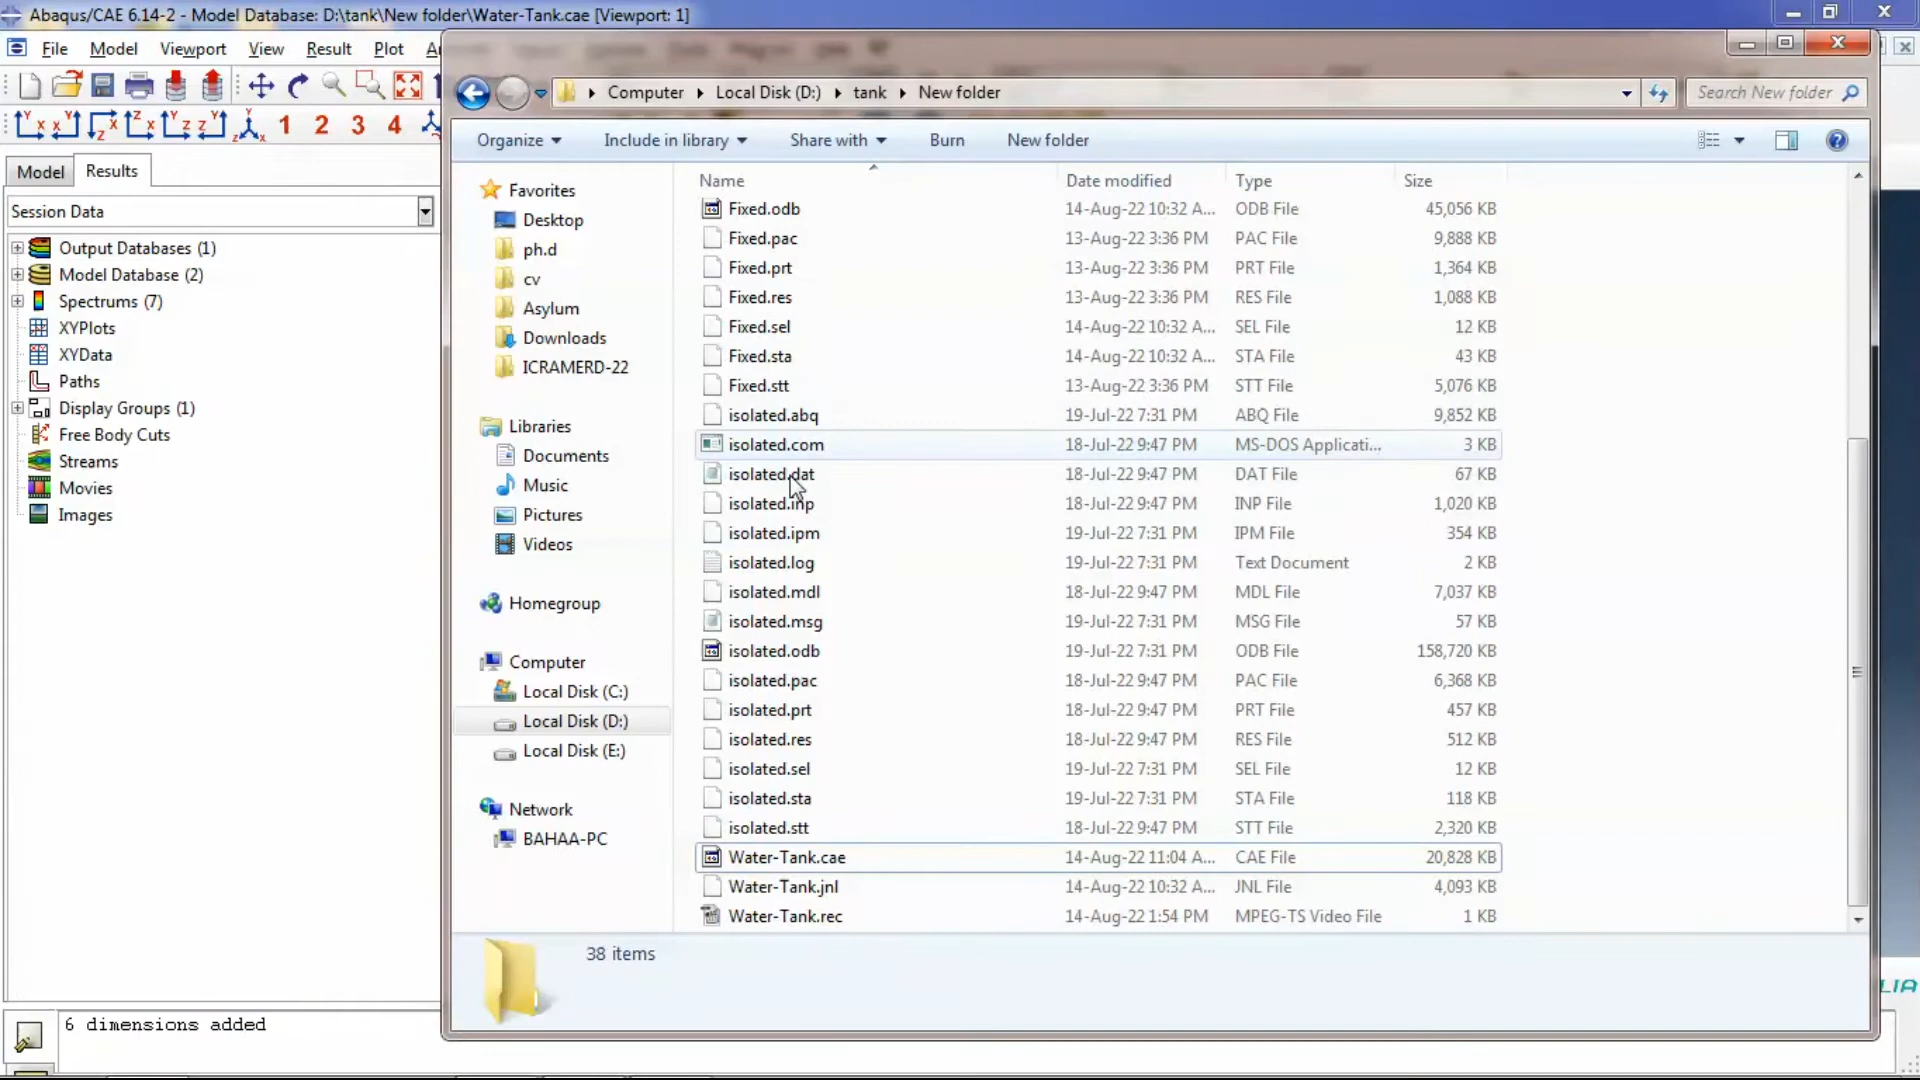 Abaqus/CAE 6.14-2 - Model Database: D:\tank\New folder\Water-Tank.cae [Viewport: 1]
File Model Viewport View Result Plot
Computer Local Disk (D:) tank New folder Search New folder
1 2 3 4
Organize Include in library Share with Burn New folder
Model Results
Session Data
Output Databases (1)
Model Database (2)
Spectrums (7)
XYPlots
XYData
Paths
Display Groups (1)
Free Body Cuts
Streams
Movies
Images
Favorites
Desktop
ph.d
cv
Asylum
Downloads
ICRAMERD-22
Libraries
Documents
Music
Pictures
Videos
Homegroup
Computer
Local Disk (C:)
Local Disk (D:)
Local Disk (E:)
Network
BAHAA-PC
Name Date modified Type Size
Fixed.odb 14-Aug-22 10:32 A... ODB File 45,056 KB
Fixed.pac 13-Aug-22 3:36 PM PAC File 9,888 KB
Fixed.prt 13-Aug-22 3:36 PM PRT File 1,364 KB
Fixed.res 13-Aug-22 3:36 PM RES File 1,088 KB
Fixed.sel 14-Aug-22 10:32 A... SEL File 12 KB
Fixed.sta 14-Aug-22 10:32 A... STA File 43 KB
Fixed.stt 13-Aug-22 3:36 PM STT File 5,076 KB
isolated.abq 19-Jul-22 7:31 PM ABQ File 9,852 KB
isolated.com 18-Jul-22 9:47 PM MS-DOS Applicati... 3 KB
isolated.dat 18-Jul-22 9:47 PM DAT File 67 KB
isolated.inp 18-Jul-22 9:47 PM INP File 1,020 KB
isolated.ipm 19-Jul-22 7:31 PM IPM File 354 KB
isolated.log 19-Jul-22 7:31 PM Text Document 2 KB
isolated.mdl 18-Jul-22 9:47 PM MDL File 7,037 KB
isolated.msg 19-Jul-22 7:31 PM MSG File 57 KB
isolated.odb 19-Jul-22 7:31 PM ODB File 158,720 KB
isolated.pac 18-Jul-22 9:47 PM PAC File 6,368 KB
isolated.prt 18-Jul-22 9:47 PM PRT File 457 KB
isolated.res 18-Jul-22 9:47 PM RES File 512 KB
isolated.sel 19-Jul-22 7:31 PM SEL File 12 KB
isolated.sta 19-Jul-22 7:31 PM STA File 118 KB
isolated.stt 18-Jul-22 9:47 PM STT File 2,320 KB
Water-Tank.cae 14-Aug-22 11:04 A... CAE File 20,828 KB
Water-Tank.jnl 14-Aug-22 10:32 A... JNL File 4,093 KB
Water-Tank.rec 14-Aug-22 1:54 PM MPEG-TS Video File 1 KB
38 items
6 dimensions added